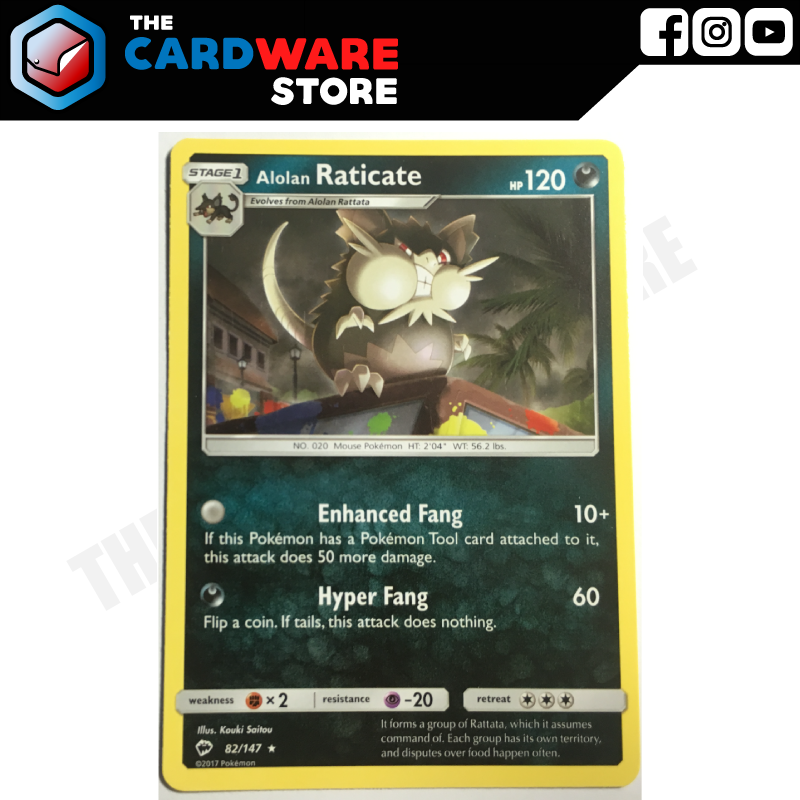 THE
CARDWARE
STORE
STAGE 1
Alolan Raticate
HP 120
Evolves from Alolan Rattata
NO. 020 Mouse Pokémon HT: 2'04" WT: 56.2 lbs.
Enhanced Fang 10+
If this Pokémon has a Pokémon Tool card attached to it,
this attack does 50 more damage.
Hyper Fang 60
Flip a coin. If tails, this attack does nothing.
weakness × 2 resistance -20 retreat
Illus. Kouki Saitou
82/147 ★
©2017 Pokémon
It forms a group of Rattata, which it assumes
command of. Each group has its own territory,
and disputes over food happen often.